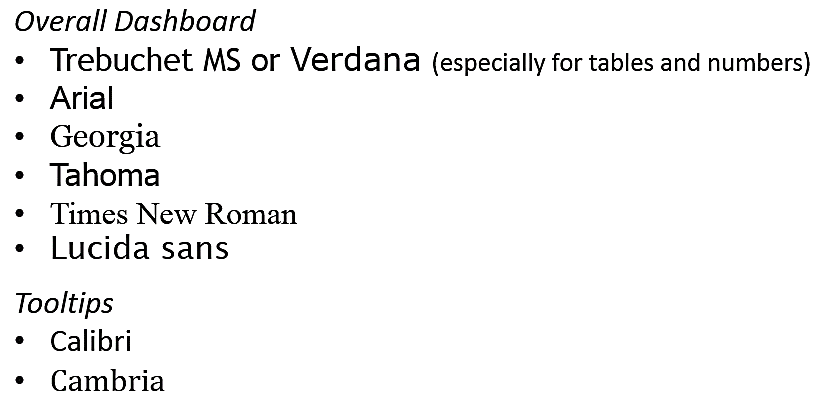 Overall Dashboard
• Trebuchet MS or Verdana (especially for tables and numbers)
• Arial
• Georgia
• Tahoma
• Times New Roman
• Lucida sans
Tooltips
• Calibri
• Cambria